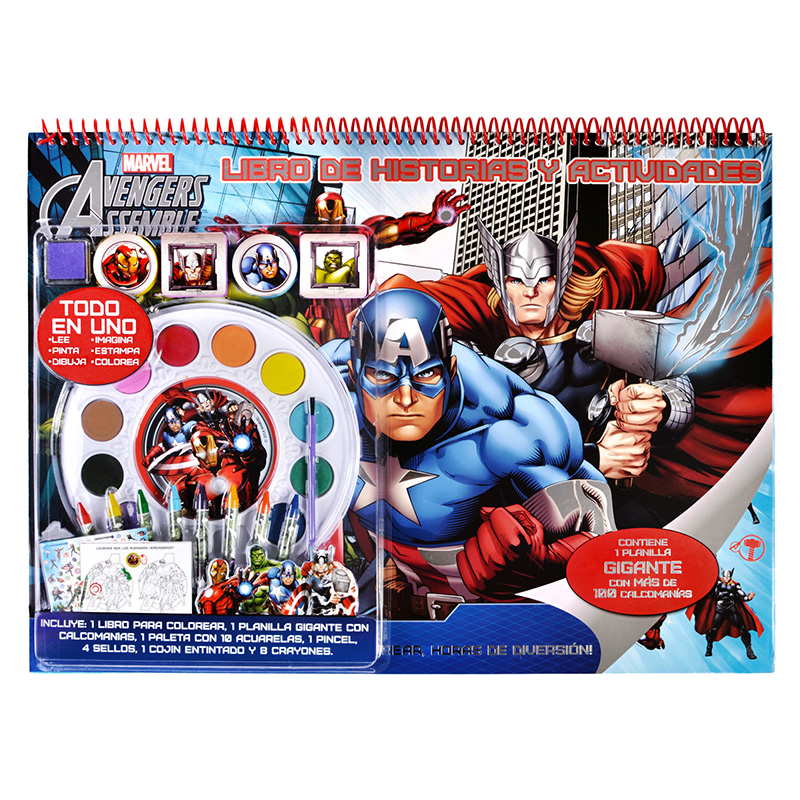 MARVEL
AVENGERS
ASSEMBLE
LIBRO DE HISTORIAS Y ACTIVIDADES
TODO
EN UNO
•LEE •IMAGINA
•PINTA •ESTAMPA
•DIBUJA •COLOREA
A
CONTIENE
1 PLANILLA
GIGANTE
CON MÁS DE
100 CALCOMANÍAS
INCLUYE: 1 LIBRO PARA COLOREAR, 1 PLANILLA GIGANTE CON
CALCOMANIAS, 1 PALETA CON 10 ACUARELAS, 1 PINCEL,
4 SELLOS, 1 COJIN ENTINTADO Y 8 CRAYONES.
REAR, HORAS DE DIVERSIÓN!